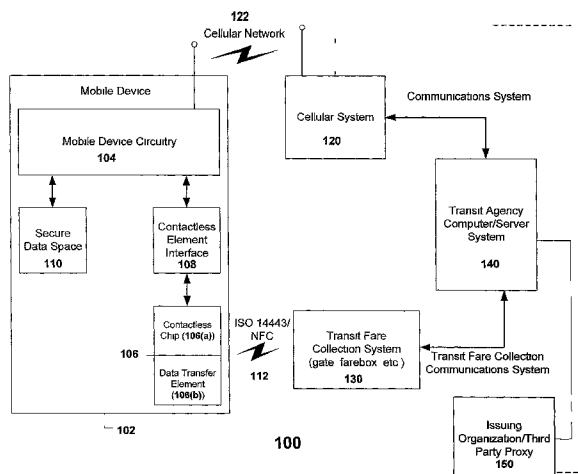 122
Cellular Network
Mobile Device
Mobile Device Circuitry
104
Secure
Data Space
110
Contactless
Element
Interface
108
Contactless
Chip (106(a))
106
Data Transfer
Element
(106(b))
102
ISO 14443/
NFC
112
Cellular System
120
Communications System
Transit Agency
Computer/Server
System
140
Transit Fare
Collection System
(gate farebox etc)
130
Transit Fare Collection
Communications System
100
Issuing
Organization/Third
Party Proxy
150